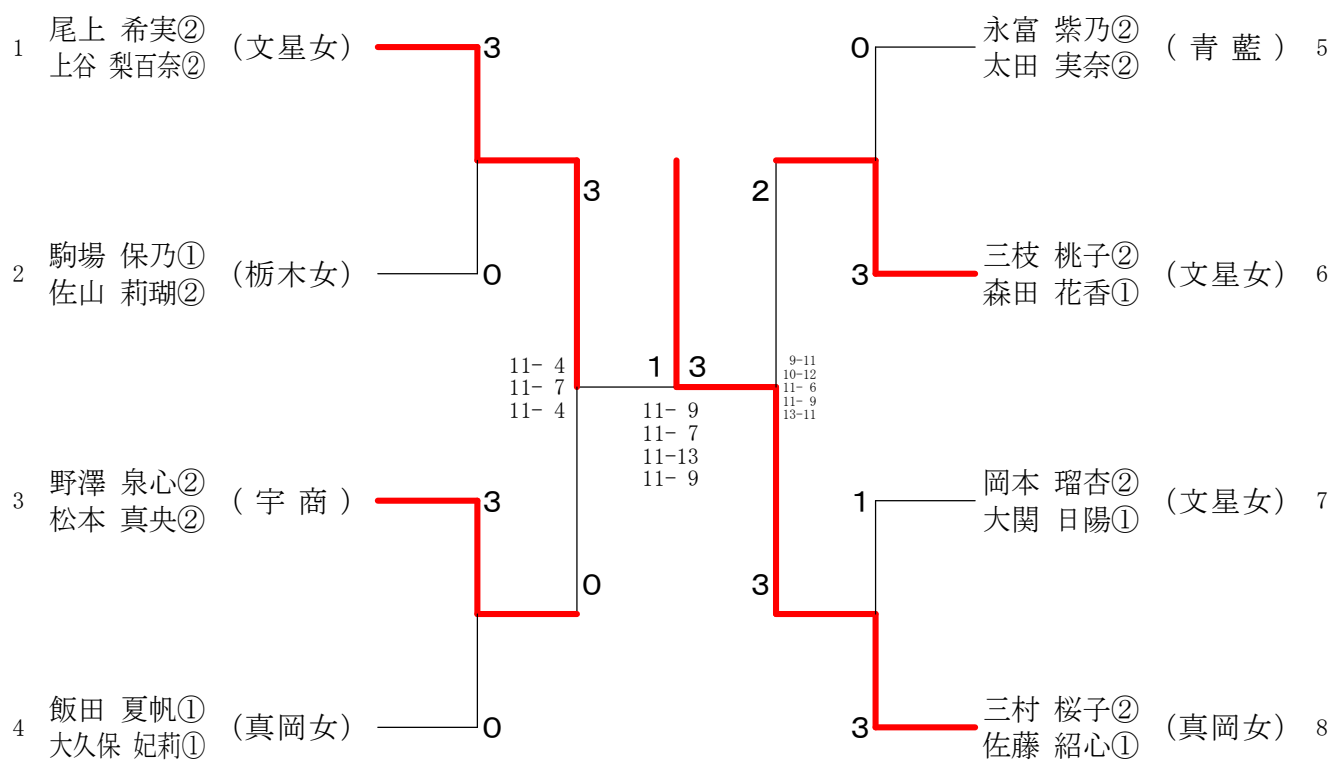 1 尾上 希実② 上谷 梨百奈② (文星女) 3
0 永富 紫乃② 太田 実奈② (青藍) 5
3
2
2 駒場 保乃① 佐山 莉瑚② (栃木女) 0
3 三枝 桃子② 森田 花香① (文星女) 6
11- 4
11- 7
11- 4
1 3
11- 9
11- 7
11-13
11- 9
9-11
10-12
11- 6
11- 9
13-11
3 野澤 泉心② 松本 真央② (宇商) 3
1 岡本 瑠杏② 大関 日陽① (文星女) 7
0
3
4 飯田 夏帆① 大久保 妃莉① (真岡女) 0
3 三村 桜子② 佐藤 紹心① (真岡女) 8